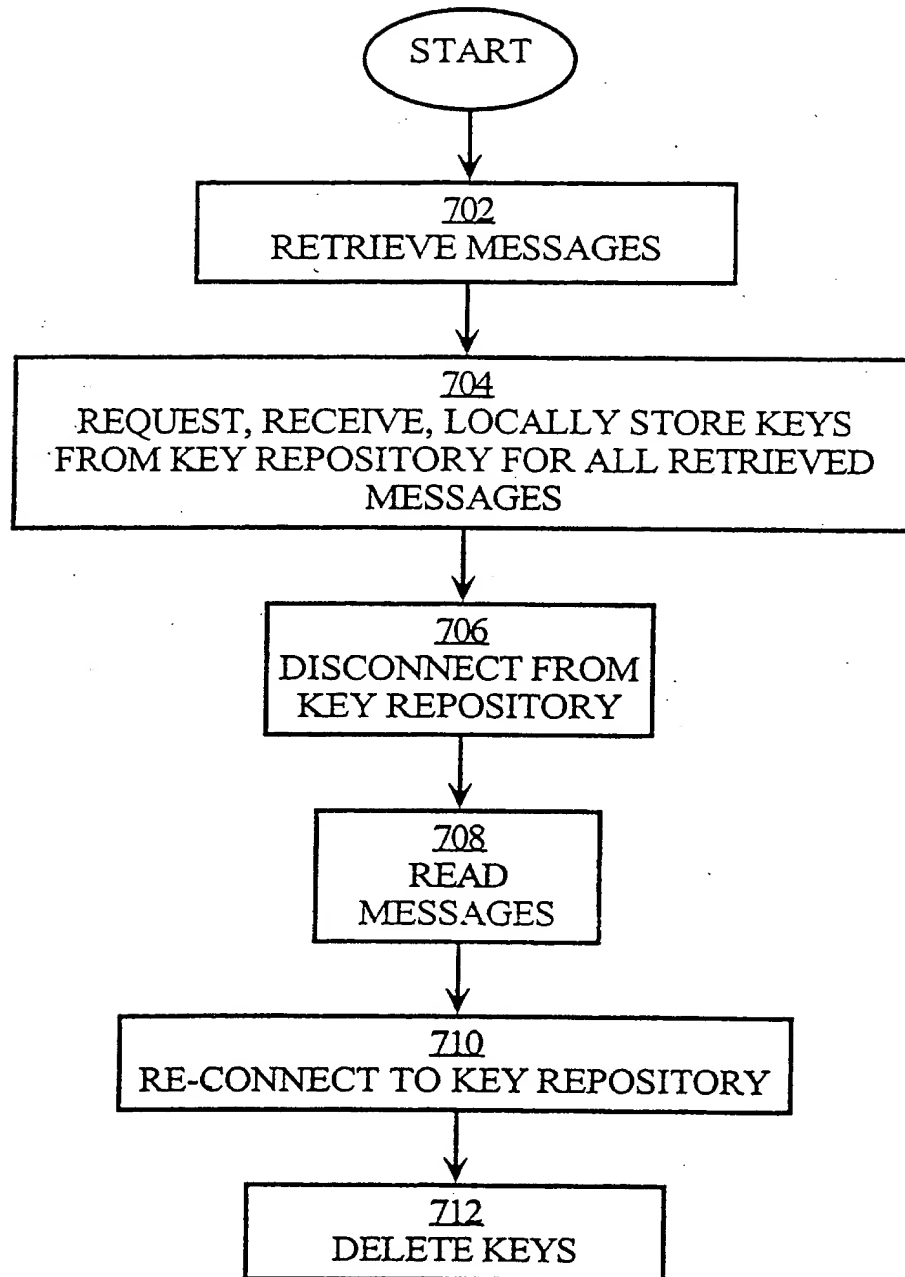 START
702
RETRIEVE MESSAGES
704
REQUEST, RECEIVE, LOCALLY STORE KEYS
FROM KEY REPOSITORY FOR ALL RETRIEVED
MESSAGES
706
DISCONNECT FROM
KEY REPOSITORY
708
READ
MESSAGES
710
RE-CONNECT TO KEY REPOSITORY
712
DELETE KEYS